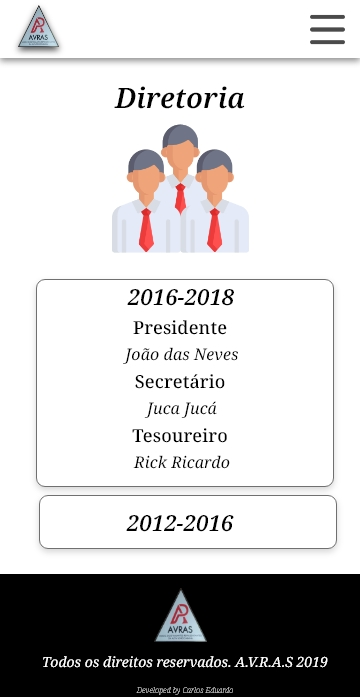 AVRAS
Diretoria
2016-2018
Presidente
João das Neves
Secretário
Juca Jucá
Tesoureiro
Rick Ricardo
2012-2016
AVRAS
Todos os direitos reservados. A.V.R.A.S 2019
Developed by Carlos Eduardo